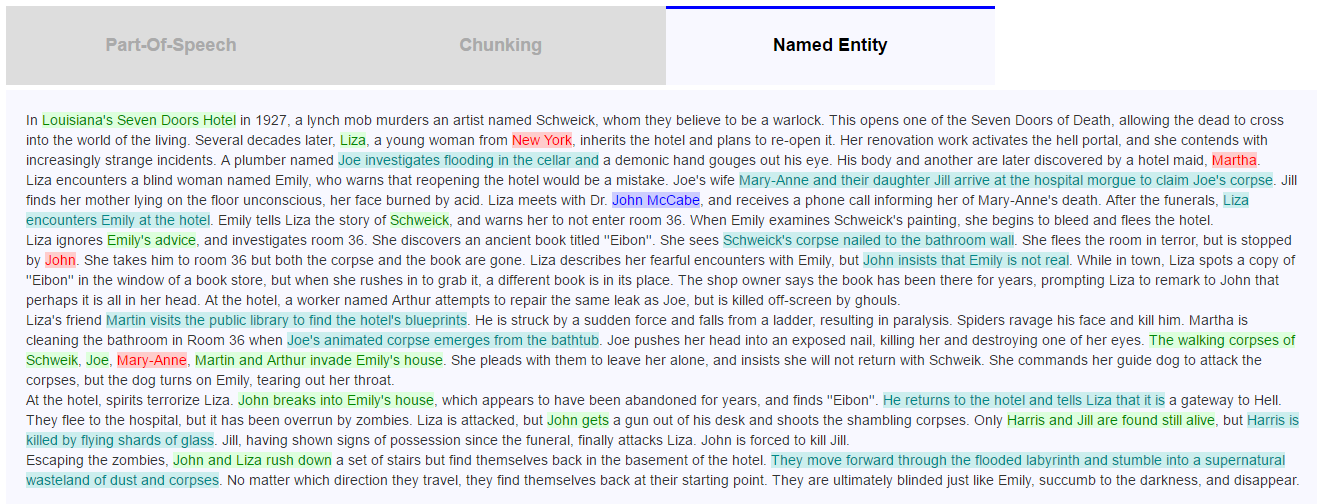 Part-Of-Speech
Chunking
Named Entity
In Louisiana's Seven Doors Hotel in 1927, a lynch mob murders an artist named Schweick, whom they believe to be a warlock. This opens one of the Seven Doors of Death, allowing the dead to cross
into the world of the living. Several decades later, Liza, a young woman from New York, inherits the hotel and plans to re-open it. Her renovation work activates the hell portal, and she contends with
increasingly strange incidents. A plumber named Joe investigates flooding in the cellar and a demonic hand gouges out his eye. His body and another are later discovered by a hotel maid, Martha.
Liza encounters a blind woman named Emily, who warns that reopening the hotel would be a mistake. Joe's wife Mary-Anne and their daughter Jill arrive at the hospital morgue to claim Joe's corpse. Jill
finds her mother lying on the floor unconscious, her face burned by acid. Liza meets with Dr. John McCabe, and receives a phone call informing her of Mary-Anne's death. After the funerals, Liza
encounters Emily at the hotel. Emily tells Liza the story of Schweick, and warns her to not enter room 36. When Emily examines Schweick's painting, she begins to bleed and flees the hotel.
Liza ignores Emily's advice, and investigates room 36. She discovers an ancient book titled "Eibon". She sees Schweick's corpse nailed to the bathroom wall. She flees the room in terror, but is stopped
by John. She takes him to room 36 but both the corpse and the book are gone. Liza describes her fearful encounters with Emily, but John insists that Emily is not real. While in town, Liza spots a copy of
"Eibon" in the window of a book store, but when she rushes in to grab it, a different book is in its place. The shop owner says the book has been there for years, prompting Liza to remark to John that
perhaps it is all in her head. At the hotel, a worker named Arthur attempts to repair the same leak as Joe, but is killed off-screen by ghouls.
Liza's friend Martin visits the public library to find the hotel's blueprints. He is struck by a sudden force and falls from a ladder, resulting in paralysis. Spiders ravage his face and kill him. Martha is
cleaning the bathroom in Room 36 when Joe's animated corpse emerges from the bathtub. Joe pushes her head into an exposed nail, killing her and destroying one of her eyes. The walking corpses of
Schweik, Joe, Mary-Anne, Martin and Arthur invade Emily's house. She pleads with them to leave her alone, and insists she will not return with Schweik. She commands her guide dog to attack the
corpses, but the dog turns on Emily, tearing out her throat.
At the hotel, spirits terrorize Liza. John breaks into Emily's house, which appears to have been abandoned for years, and finds "Eibon". He returns to the hotel and tells Liza that it is a gateway to Hell.
They flee to the hospital, but it has been overrun by zombies. Liza is attacked, but John gets a gun out of his desk and shoots the shambling corpses. Only Harris and Jill are found still alive, but Harris is
killed by flying shards of glass. Jill, having shown signs of possession since the funeral, finally attacks Liza. John is forced to kill Jill.
Escaping the zombies, John and Liza rush down a set of stairs but find themselves back in the basement of the hotel. They move forward through the flooded labyrinth and stumble into a supernatural
wasteland of dust and corpses. No matter which direction they travel, they find themselves back at their starting point. They are ultimately blinded just like Emily, succumb to the darkness, and disappear.